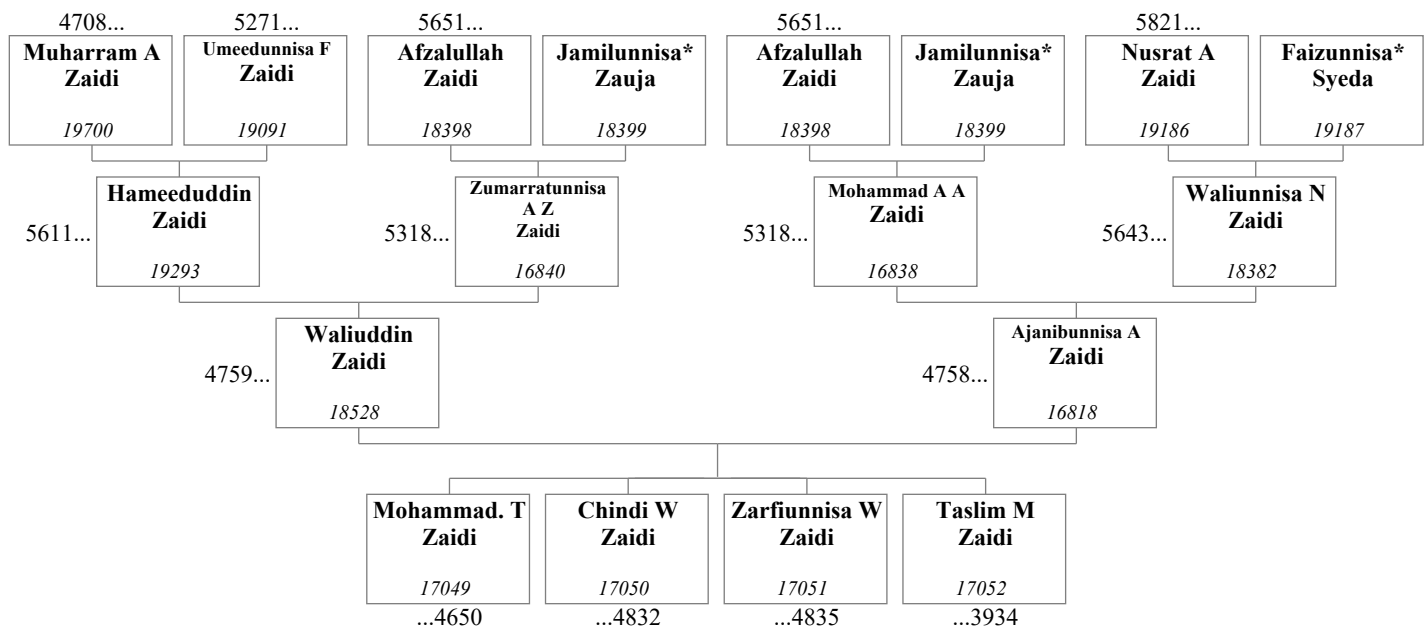 4708... 5271... 5651... 5651... 5821...
Muharram A Umeedunnisa F Afzalullah Jamilunnisa* Afzalullah Jamilunnisa* Nusrat A Faizunnisa*
Zaidi Zaidi Zaidi Zauja Zaidi Zauja Zaidi Syeda
19700 19091 18398 18399 18398 18399 19186 19187
Hameeduddin Zumarratunnisa Mohammad A A Waliunnisa N
Zaidi A Z Zaidi Zaidi
Zaidi
5611... 5318... 5318... 5643...
19293 16840 16838 18382
Waliuddin Ajanibunnisa A
Zaidi Zaidi
4759... 4758...
18528 16818
Mohammad. T Chindi W Zarfiunnisa W Taslim M
Zaidi Zaidi Zaidi Zaidi
17049 17050 17051 17052
...4650 ...4832 ...4835 ...3934